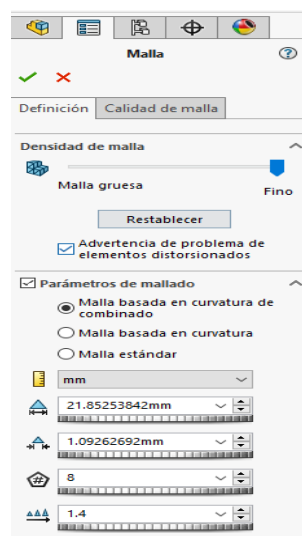 Malla
?
Definición Calidad de malla
Densidad de malla
Malla gruesa
Fino
Restablecer
Advertencia de problema de
elementos distorsionados
Parámetros de mallado
Malla basada en curvatura de
combinado
Malla basada en curvatura
Malla estándar
mm
21.85253842mm
1.09262692mm
#
8
1.4